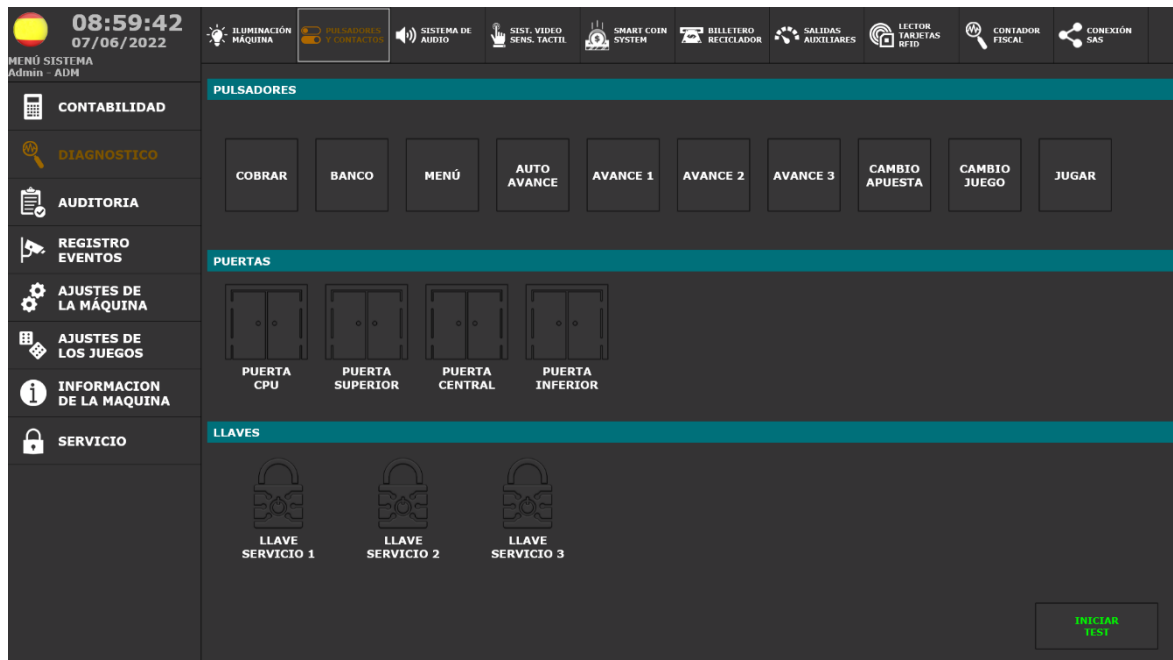 08:59:42
07/06/2022
MENÚ SISTEMA
Admin - ADM
ILUMINACIÓN
MÁQUINA
PULSADORES
Y CONTACTOS
SISTEMA DE
AUDIO
SIST. VIDEO
SENS. TACTIL
SMART COIN
SYSTEM
BILLETERO
RECICLADOR
SALIDAS
AUXILIARES
LECTOR
TARJETAS
RFID
CONTADOR
FISCAL
CONEXIÓN
SAS
CONTABILIDAD
DIAGNOSTICO
AUDITORIA
REGISTRO
EVENTOS
AJUSTES DE
LA MÁQUINA
AJUSTES DE
LOS JUEGOS
INFORMACION
DE LA MAQUINA
SERVICIO
PULSADORES
COBRAR
BANCO
MENÚ
AUTO
AVANCE
AVANCE 1
AVANCE 2
AVANCE 3
CAMBIO
APUESTA
CAMBIO
JUEGO
JUGAR
PUERTAS
PUERTA
CPU
PUERTA
SUPERIOR
PUERTA
CENTRAL
PUERTA
INFERIOR
LLAVES
LLAVE
SERVICIO 1
LLAVE
SERVICIO 2
LLAVE
SERVICIO 3
INICIAR
TEST